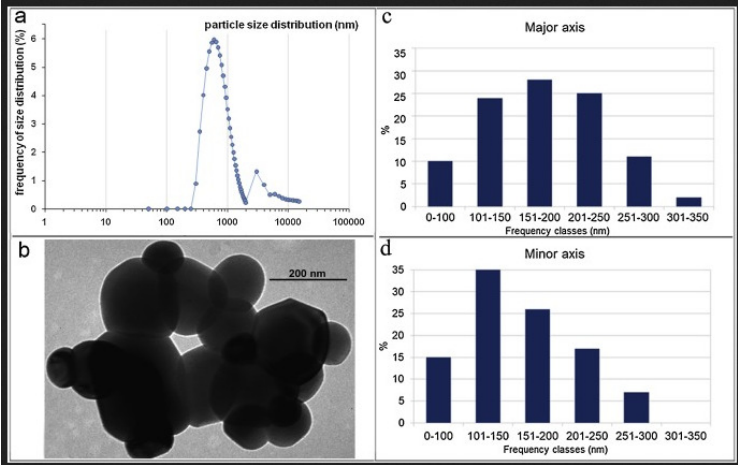 a
particle size distribution (nm)
frequency of size distribution (%)
6
5
4
3
2
1
0
1 10 100 1000 10000 100000
b
200 nm
c
Major axis
%
35
30
25
20
15
10
5
0
0-100 101-150 151-200 201-250 251-300 301-350
Frequency classes (nm)
d
Minor axis
%
35
30
25
20
15
10
5
0
0-100 101-150 151-200 201-250 251-300 301-350
Frequency classes (nm)